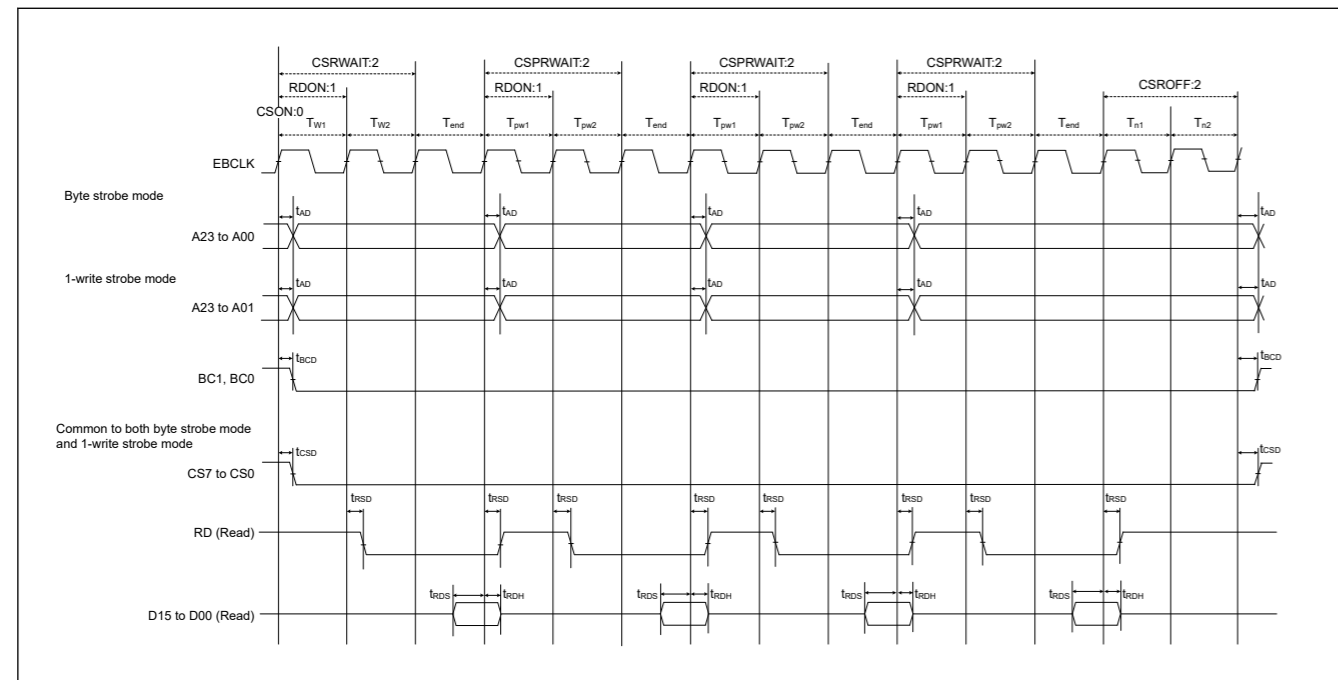 CSRWAIT:2 CSPRWAIT:2 CSPRWAIT:2 CSPRWAIT:2
RDON:1 RDON:1 RDON:1 RDON:1 CSROFF:2
CSON:0
TW1 TW2 Tend Tpw1 Tpw2 Tend Tpw1 Tpw2 Tend Tpw1 Tpw2 Tend Tn1 Tn2
EBCLK
Byte strobe mode
tAD tAD tAD tAD tAD
A23 to A00
1-write strobe mode
tAD tAD tAD tAD tAD
A23 to A01
tBCD tBCD
BC1, BC0
Common to both byte strobe mode
and 1-write strobe mode
tCSD tCSD
CS7 to CS0
tRSD tRSD tRSD tRSD tRSD tRSD tRSD tRSD
RD (Read)
tRDS tRDH tRDS tRDH tRDS tRDH tRDS tRDH
D15 to D00 (Read)